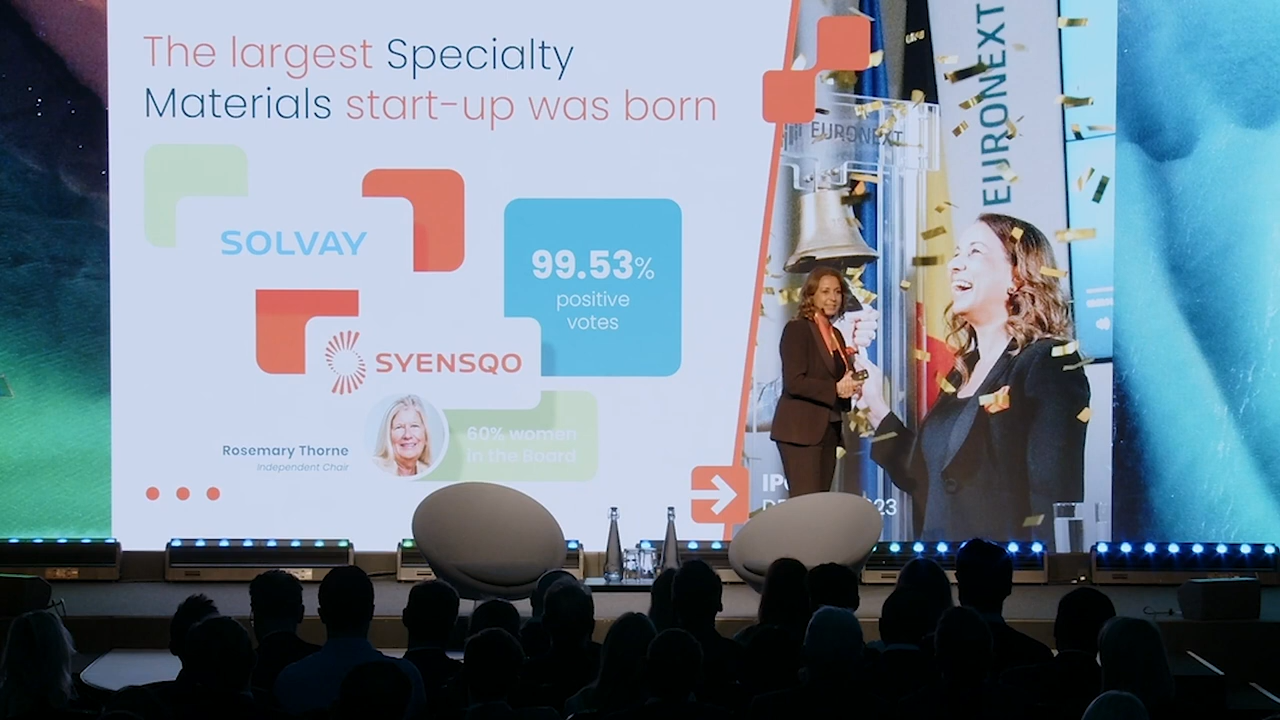 The largest Specialty
Materials start-up was born
SOLVAY
99.53%
positive
votes
SYENSQO
60% women
in the Board
Rosemary Thorne
Independent Chair
EURONEXT
EURONEXT
23